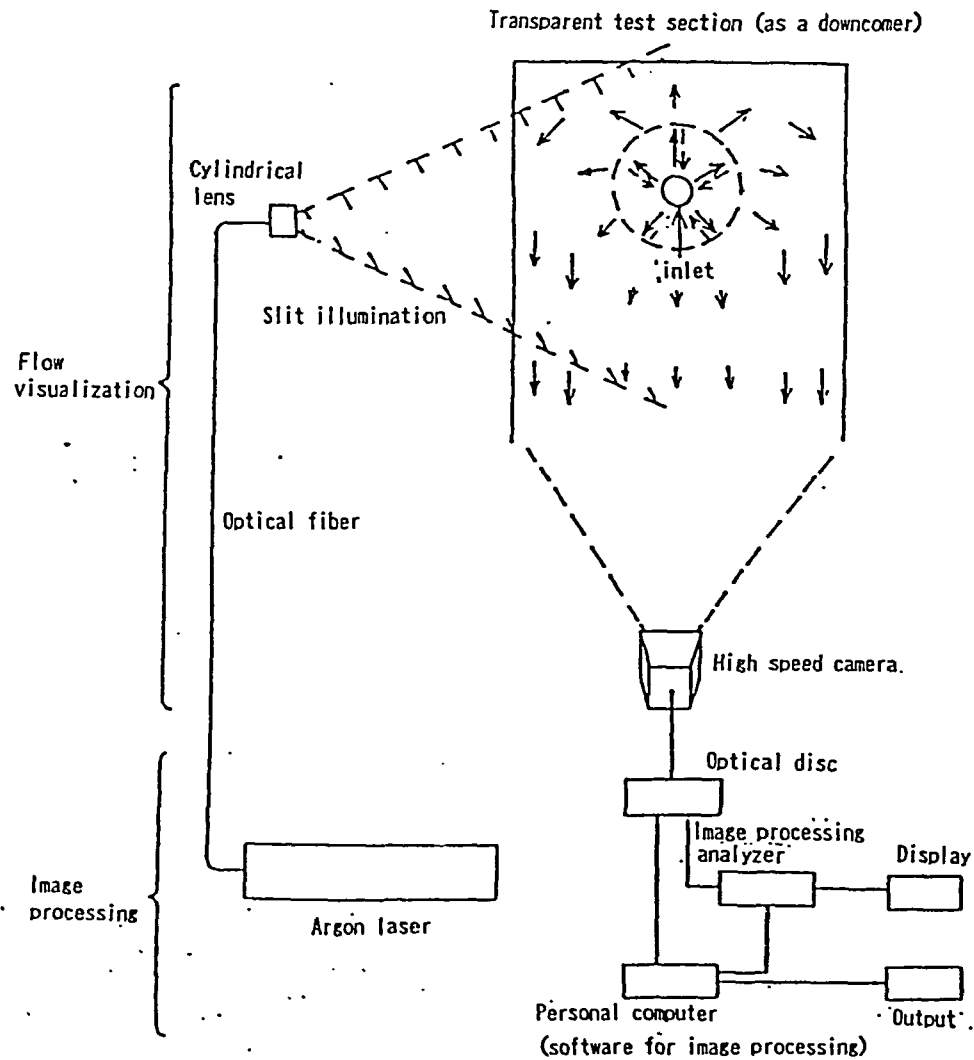 Transparent test section (as a downcomer)
Cylindrical
lens
inlet
Slit illumination
Flow
visualization
Optical fiber
High speed camera.
Optical disc
Image processing
analyzer
Display
Image
processing
Argon laser
Personal computer
(software for image processing)
Output